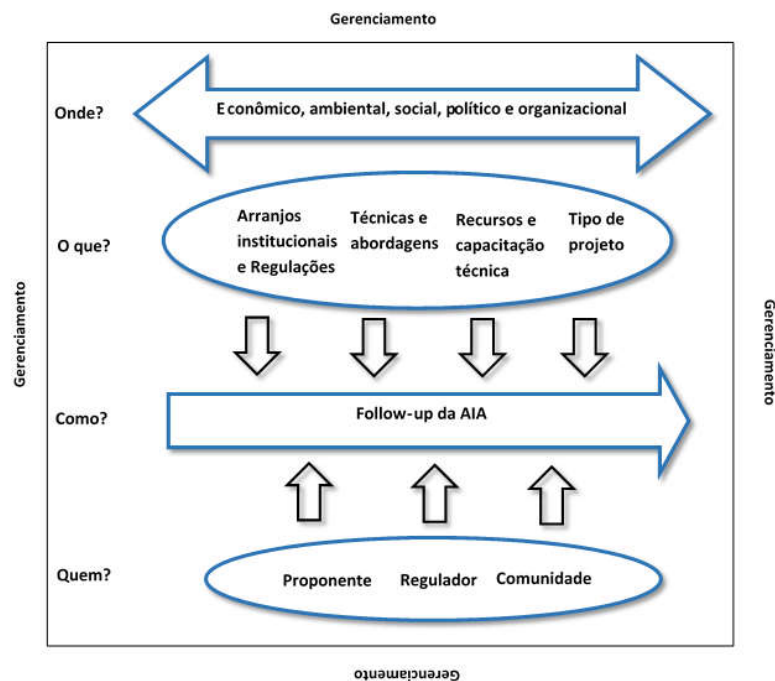 Gerenciamento
Onde?
Econômico, ambiental, social, político e organizacional
O que?
Arranjos
institucionais
e Regulações
Técnicas e
abordagens
Recursos e
capacitação
técnica
Tipo de
projeto
Gerenciamento
Gerenciamento
Como?
Follow-up da AIA
Quem?
Proponente
Regulador
Comunidade
Gerenciamento